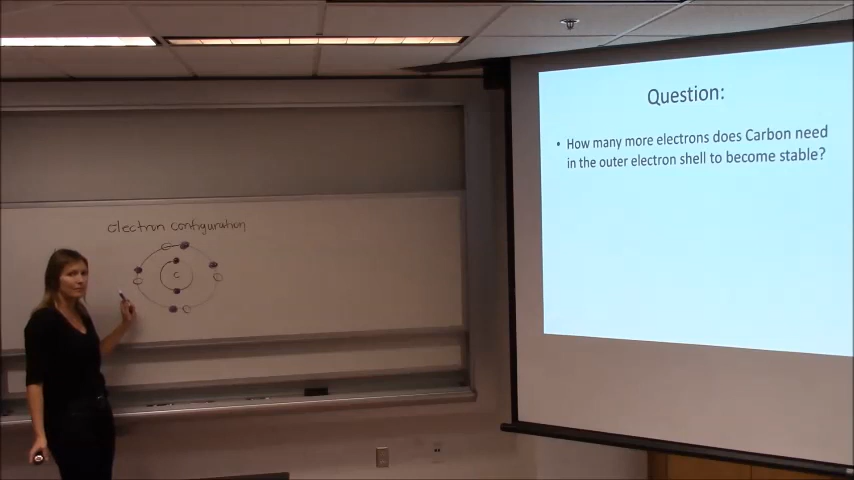 electron configuration
C
Question:
• How many more electrons does Carbon need
in the outer electron shell to become stable?